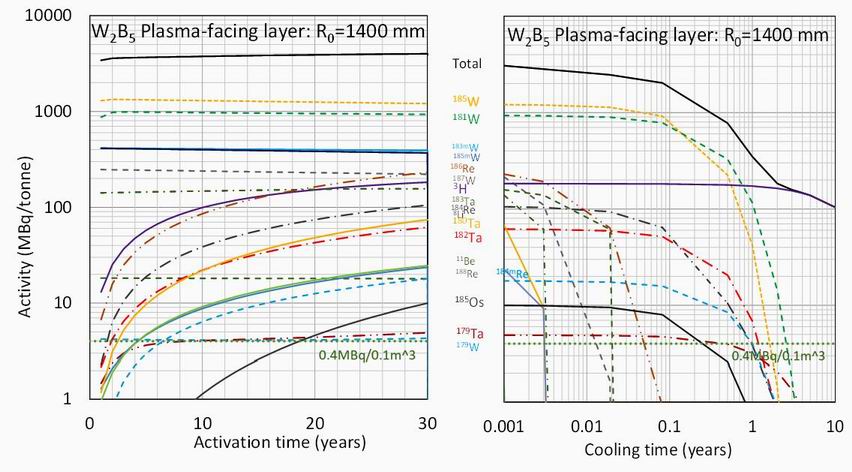 W₂B₅ Plasma-facing layer: R₀=1400 mm
10000
1000
100
10
1
Activity (MBq/tonne)
0.4MBq/0.1m^3
0
10
20
30
Activation time (years)
Total
¹⁸⁵W
¹⁸¹W
¹⁸³ᵐW
¹⁸⁵ᵐW
¹⁸⁶Re
¹⁸⁷W
³H
¹⁸³Ta
¹⁸⁴Re
¹⁸²Ta
¹¹Be
¹⁸⁸Re
¹⁸⁵Os
¹⁷⁹Ta
¹⁷⁹W
W₂B₅ Plasma-facing layer: R₀=1400 mm
¹⁸⁴ᵐRe
0.4MBq/0.1m^3
0.001
0.01
0.1
1
10
Cooling time (years)